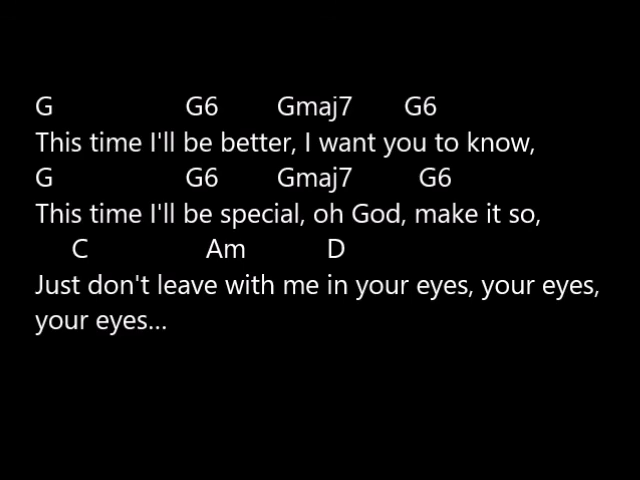 G G6 Gmaj7 G6
This time I'll be better, I want you to know,
G G6 Gmaj7 G6
This time I'll be special, oh God, make it so,
C Am D
Just don't leave with me in your eyes, your eyes,
your eyes...